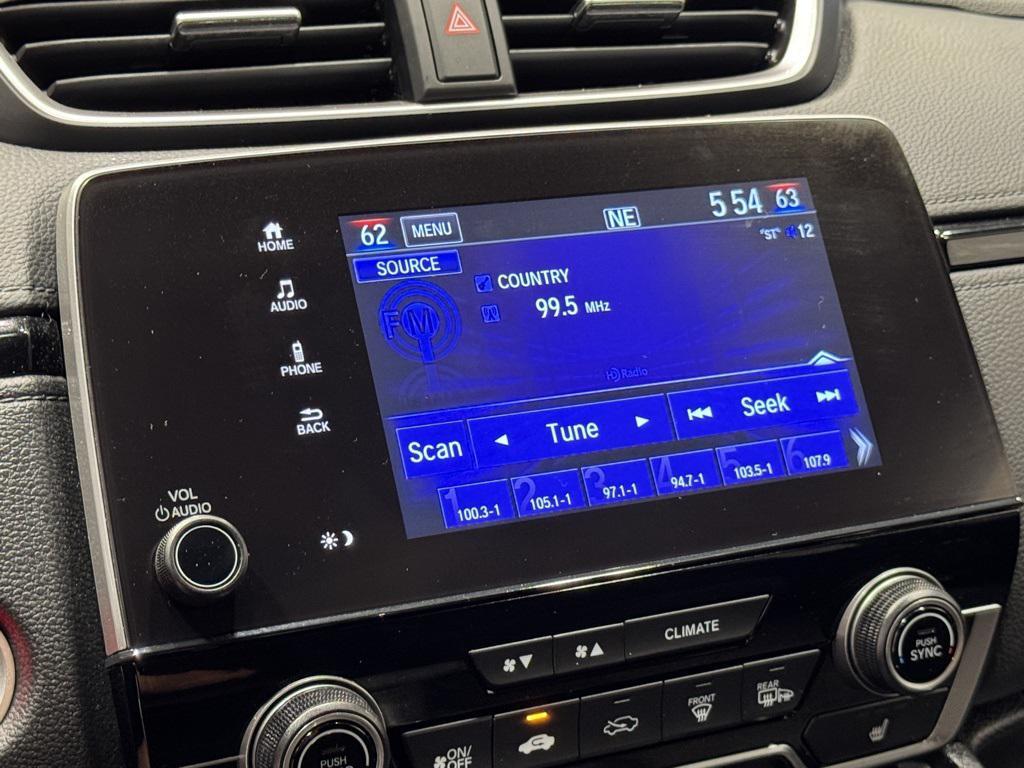 62 MENU NE 5 54 63
"ST" 12
SOURCE
COUNTRY
99.5 MHz
FM
HD Radio
Scan Tune Seek
1 100.3-1
2 105.1-1
3 97.1-1
4 94.7-1
5 103.5-1
6 107.9
HOME
AUDIO
PHONE
BACK
VOL
AUDIO
CLIMATE
PUSH
SYNC
ON/
OFF
FRONT
REAR
PUSH